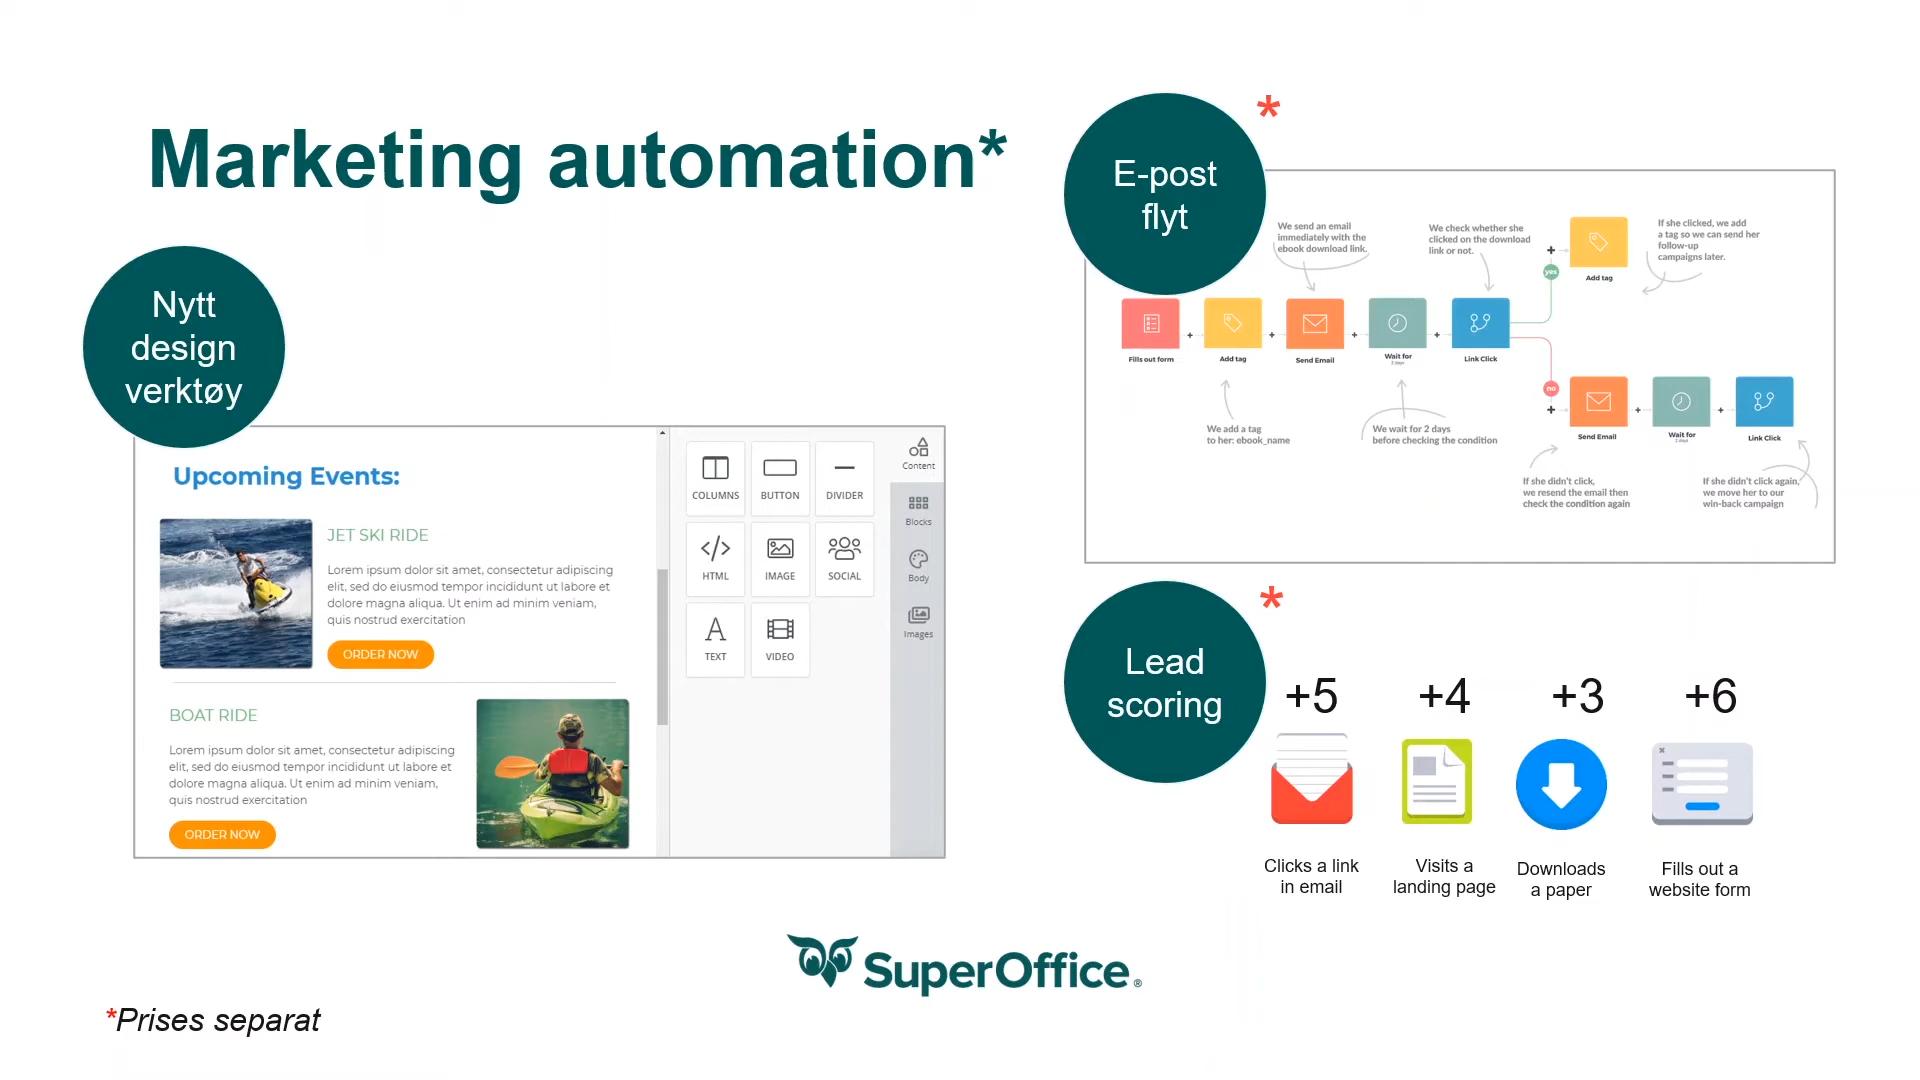 Marketing automation*
Nytt
design
verktøy
Upcoming Events:
JET SKI RIDE
Lorem ipsum dolor sit amet, consectetur adipiscing
elit, sed do eiusmod tempor incididunt ut labore et
dolore magna aliqua. Ut enim ad minim veniam,
quis nostrud exercitation
ORDER NOW
BOAT RIDE
Lorem ipsum dolor sit amet, consectetur adipiscing
elit, sed do eiusmod tempor incididunt ut labore et
dolore magna aliqua. Ut enim ad minim veniam,
quis nostrud exercitation
ORDER NOW
COLUMNS
BUTTON
DIVIDER
HTML
IMAGE
SOCIAL
TEXT
VIDEO
Content
Blocks
Body
Images
E-post
flyt
*
We send an email
immediately with the
ebook download link.
We check whether she
clicked on the download
link or not.
If she clicked, we add
a tag so we can send her
follow-up
campaigns later.
yes
Add tag
Fills out form
Add tag
Send Email
Wait for
2 days
Link Click
no
We add a tag
to her: ebook_name
We wait for 2 days
before checking the condition
Send Email
Wait for
2 days
Link Click
If she didn't click,
we resend the email then
check the condition again
If she didn't click again,
we move her to our
win-back campaign
Lead
scoring
*
+5
+4
+3
+6
Clicks a link
in email
Visits a
landing page
Downloads
a paper
Fills out a
website form
SuperOffice®
*Prises separat